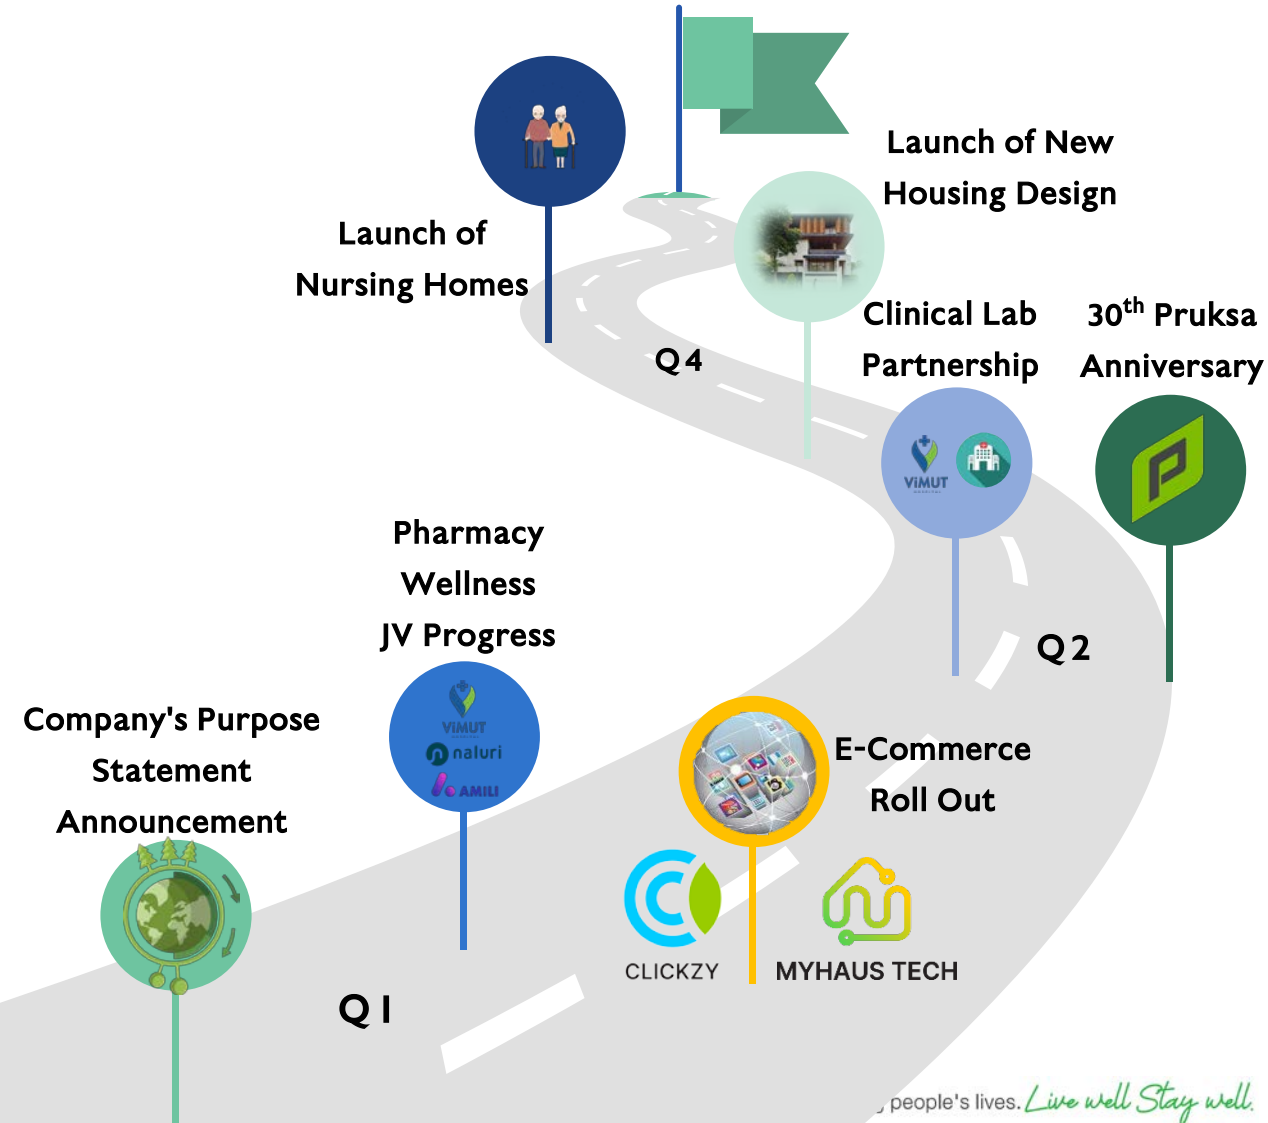 Launch of New
Housing Design
Launch of
Nursing Homes
Clinical Lab
Partnership
30th Pruksa
Anniversary
Q4
ViMUT
Pharmacy
Wellness
JV Progress
Q2
ViMUT
naluri
AMILI
Company's Purpose
Statement
Announcement
E-Commerce
Roll Out
CLICKZY
MYHAUS TECH
Q1
people's lives. Live well Stay well.